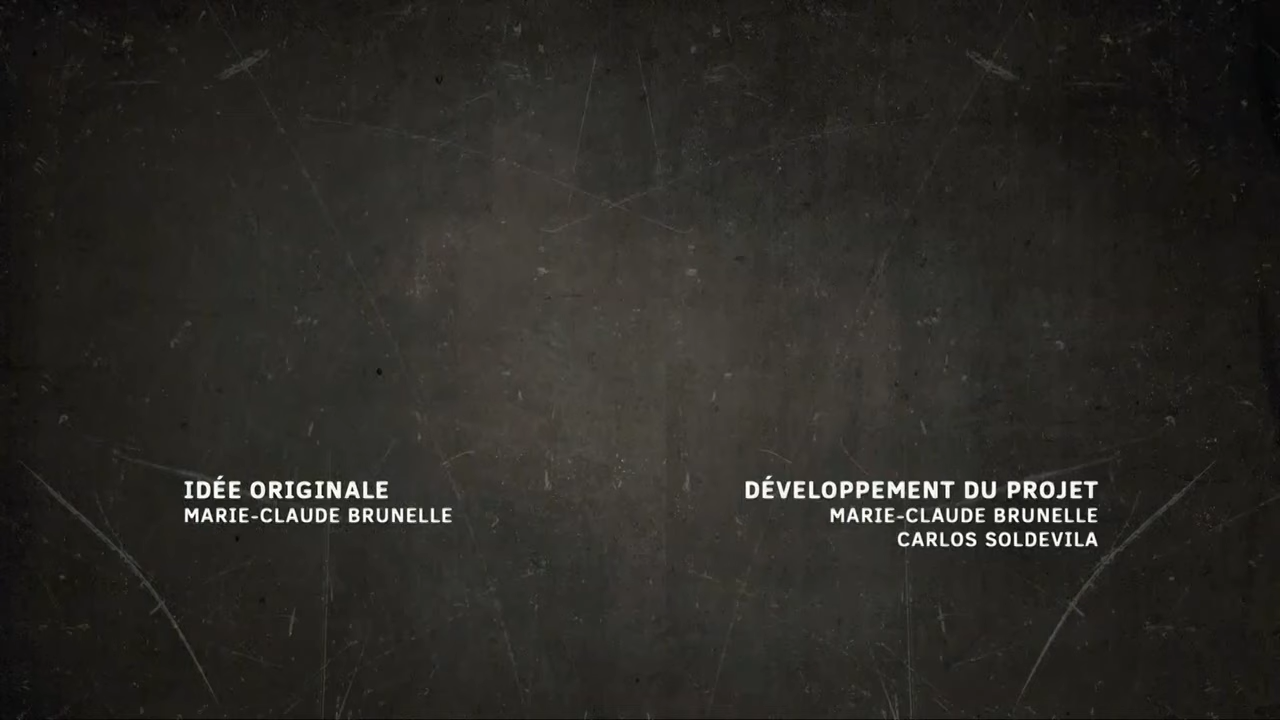 IDÉE ORIGINALE
MARIE-CLAUDE BRUNELLE
DÉVELOPPEMENT DU PROJET
MARIE-CLAUDE BRUNELLE
CARLOS SOLDEVILA